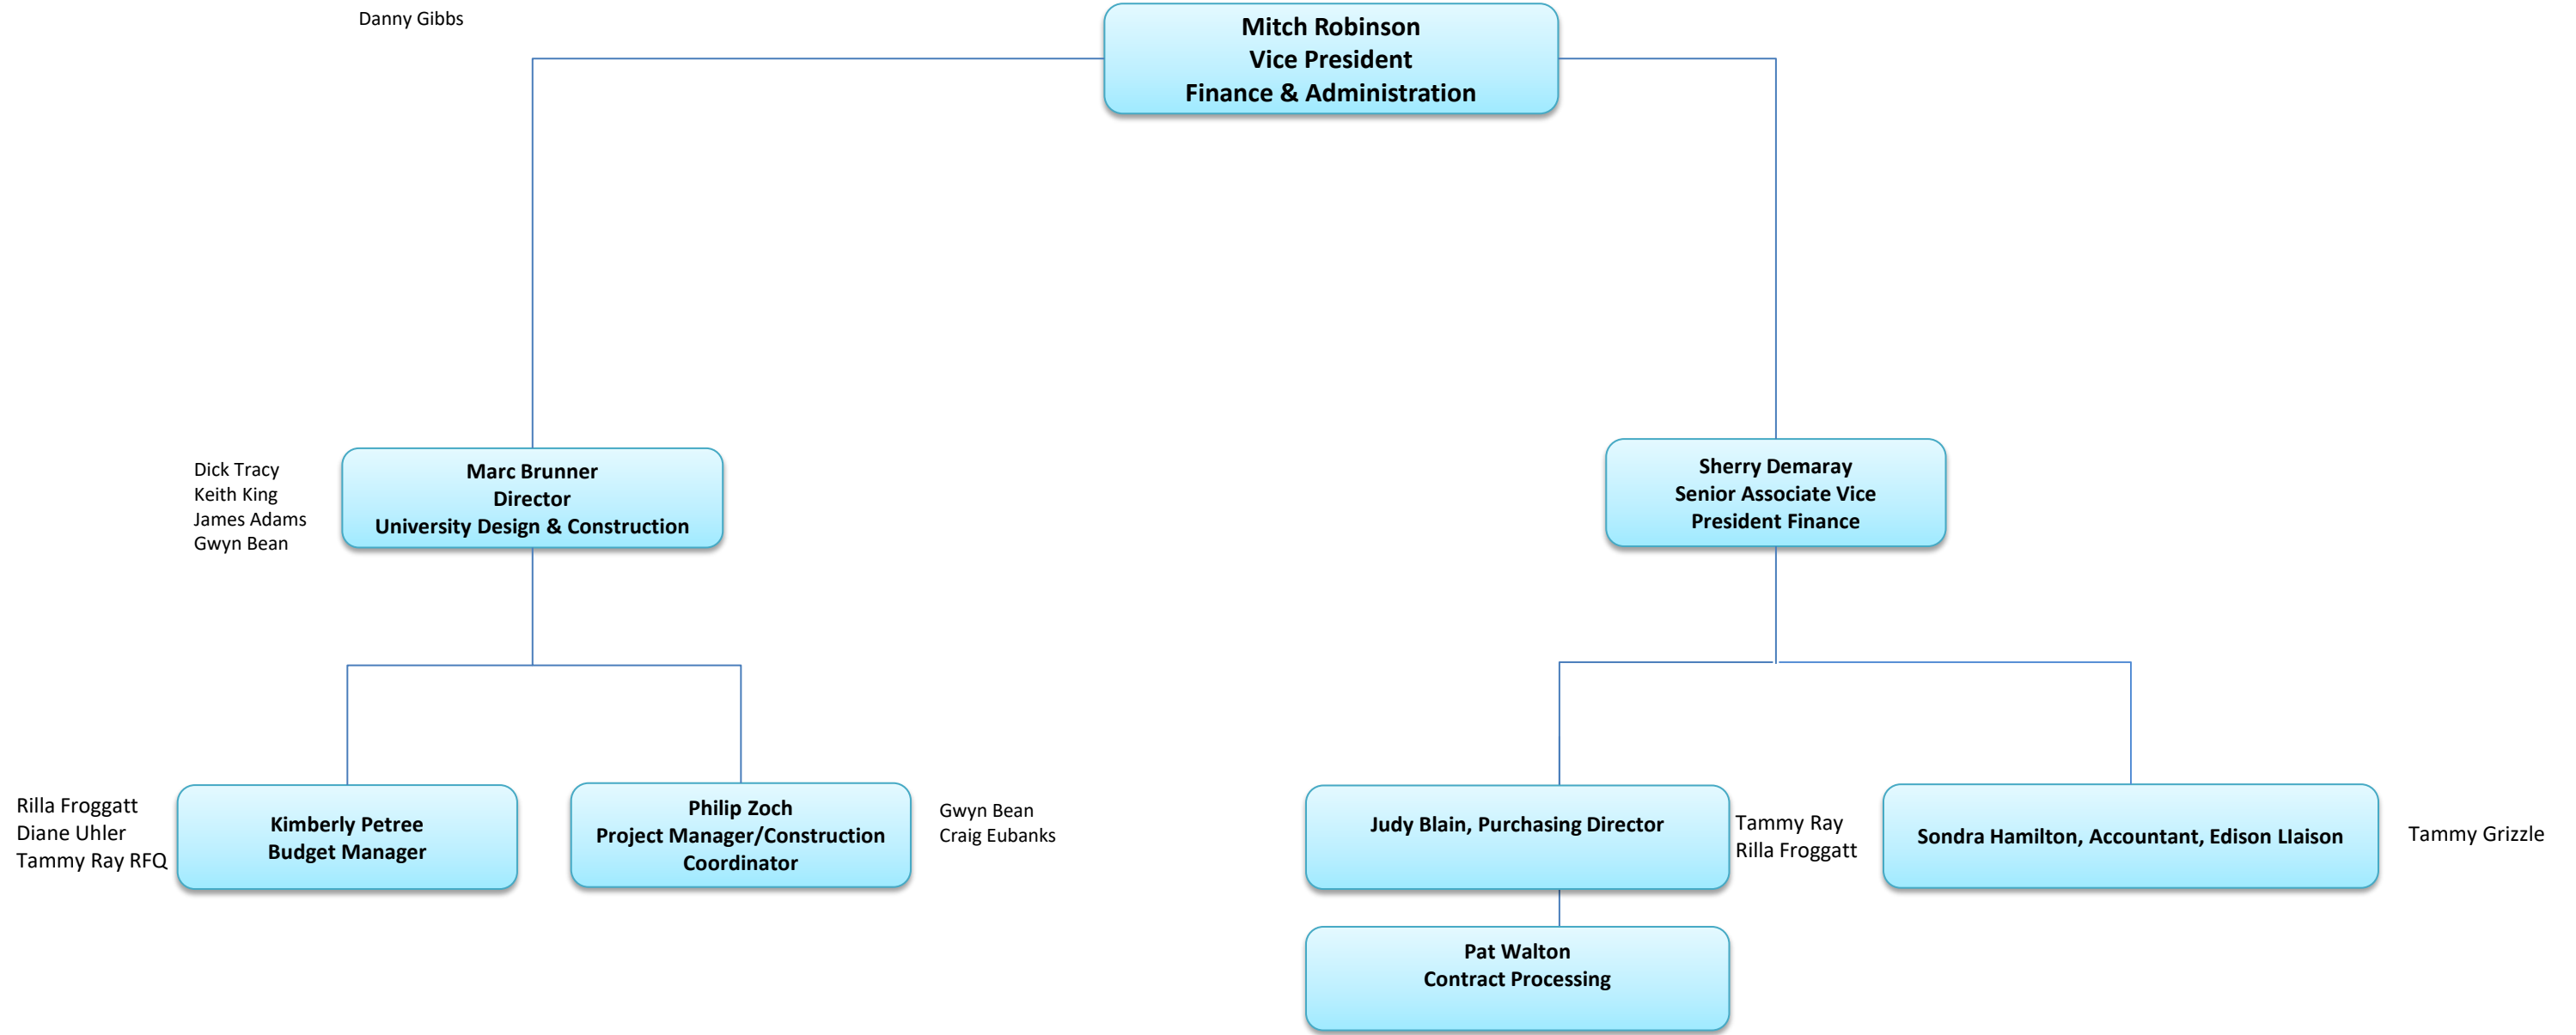 Danny Gibbs
Mitch Robinson
Vice President
Finance & Administration
Dick Tracy
Keith King
James Adams
Gwyn Bean
Marc Brunner
Director
University Design & Construction
Sherry Demaray
Senior Associate Vice
President Finance
Rilla Froggatt
Diane Uhler
Tammy Ray RFQ
Kimberly Petree
Budget Manager
Philip Zoch
Project Manager/Construction
Coordinator
Gwyn Bean
Craig Eubanks
Judy Blain, Purchasing Director
Tammy Ray
Rilla Froggatt
Sondra Hamilton, Accountant, Edison LIaison
Tammy Grizzle
Pat Walton
Contract Processing